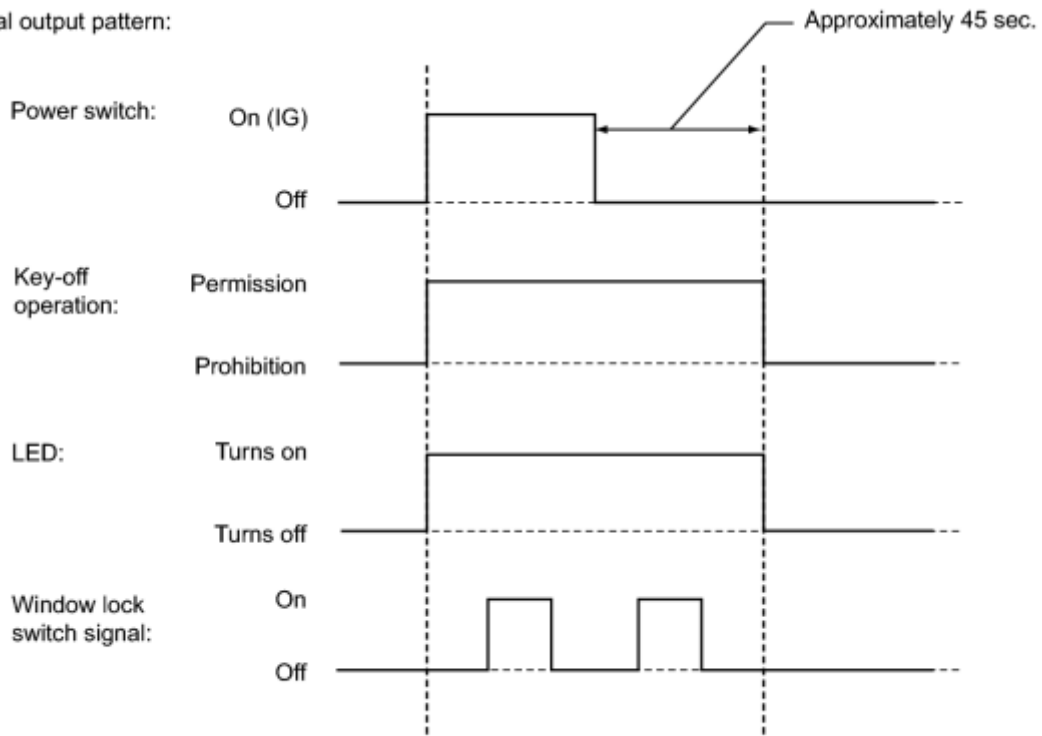 output pattern:
Approximately 45 sec.
Power switch:
On (IG)
Off
Key-off
operation:
Permission
Prohibition
LED:
Turns on
Turns off
Window lock
switch signal:
On
Off